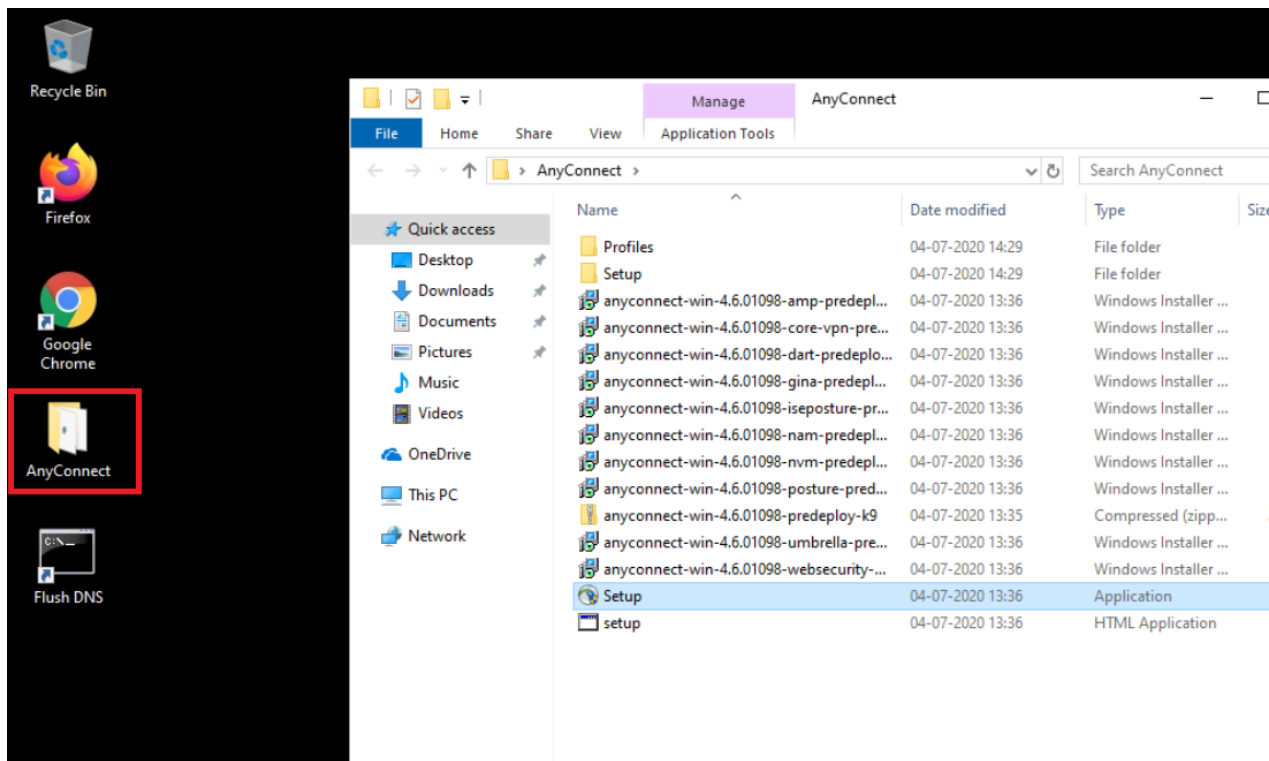 Recycle Bin
Firefox
Google
Chrome
AnyConnect
C:\_
Flush DNS
Manage
AnyConnect
File
Home
Share
View
Application Tools
AnyConnect
Search AnyConnect
Quick access
Desktop
Downloads
Documents
Pictures
Music
Videos
OneDrive
This PC
Network
Name Date modified Type Size
Profiles 04-07-2020 14:29 File folder
Setup 04-07-2020 14:29 File folder
anyconnect-win-4.6.01098-amp-predepl... 04-07-2020 13:36 Windows Installer ...
anyconnect-win-4.6.01098-core-vpn-pre... 04-07-2020 13:36 Windows Installer ...
anyconnect-win-4.6.01098-dart-predeplo... 04-07-2020 13:36 Windows Installer ...
anyconnect-win-4.6.01098-gina-predepl... 04-07-2020 13:36 Windows Installer ...
anyconnect-win-4.6.01098-iseposture-pr... 04-07-2020 13:36 Windows Installer ...
anyconnect-win-4.6.01098-nam-predepl... 04-07-2020 13:36 Windows Installer ...
anyconnect-win-4.6.01098-nvm-predepl... 04-07-2020 13:36 Windows Installer ...
anyconnect-win-4.6.01098-posture-pred... 04-07-2020 13:36 Windows Installer ...
anyconnect-win-4.6.01098-predeploy-k9 04-07-2020 13:35 Compressed (zipp...
anyconnect-win-4.6.01098-umbrella-pre... 04-07-2020 13:36 Windows Installer ...
anyconnect-win-4.6.01098-websecurity-... 04-07-2020 13:36 Windows Installer ...
Setup 04-07-2020 13:36 Application
setup 04-07-2020 13:36 HTML Application